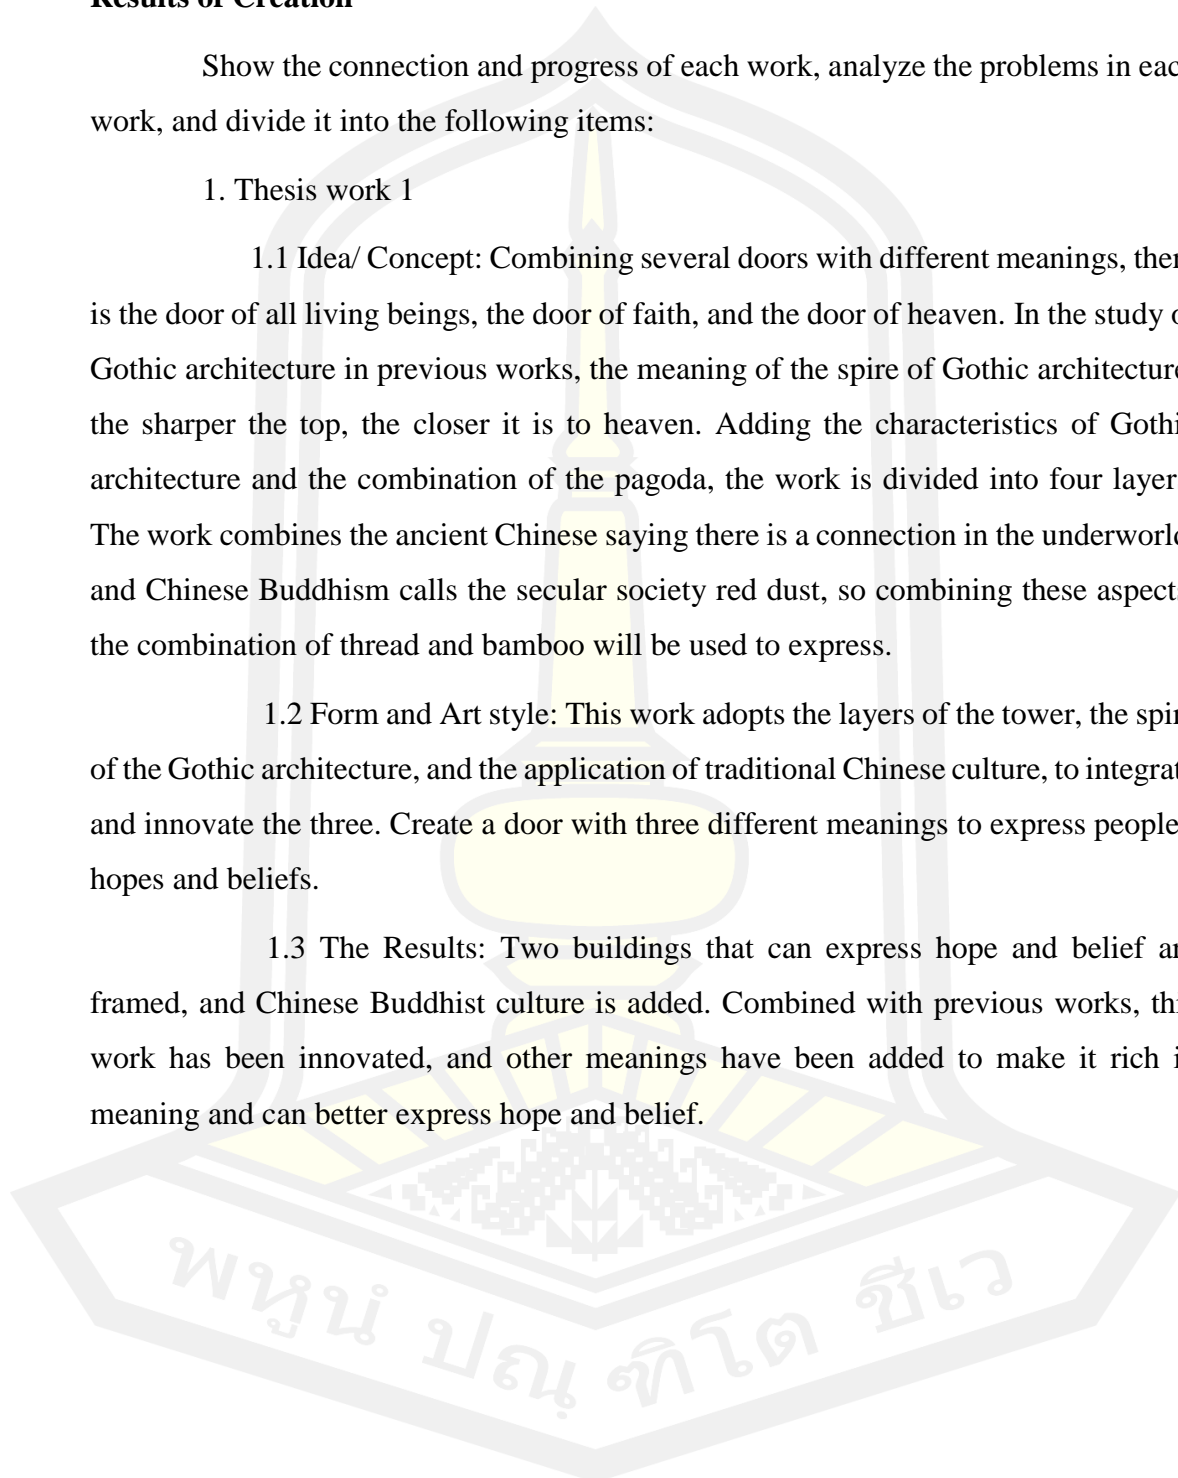 Results of Creation
Show the connection and progress of each work, analyze the problems in eac
work, and divide it into the following items:
1. Thesis work 1
1.1 Idea/ Concept: Combining several doors with different meanings, ther
is the door of all living beings, the door of faith, and the door of heaven. In the study o
Gothic architecture in previous works, the meaning of the spire of Gothic architecture
the sharper the top, the closer it is to heaven. Adding the characteristics of Gothi
architecture and the combination of the pagoda, the work is divided into four layer
The work combines the ancient Chinese saying there is a connection in the underworld
and Chinese Buddhism calls the secular society red dust, so combining these aspects
the combination of thread and bamboo will be used to express.
1.2 Form and Art style: This work adopts the layers of the tower, the spir
of the Gothic architecture, and the application of traditional Chinese culture, to integrat
and innovate the three. Create a door with three different meanings to express people
hopes and beliefs.
1.3 The Results: Two buildings that can express hope and belief ar
framed, and Chinese Buddhist culture is added. Combined with previous works, thi
work has been innovated, and other meanings have been added to make it rich i
meaning and can better express hope and belief.
พหูนํ ปณฺฑิโต ชีเว